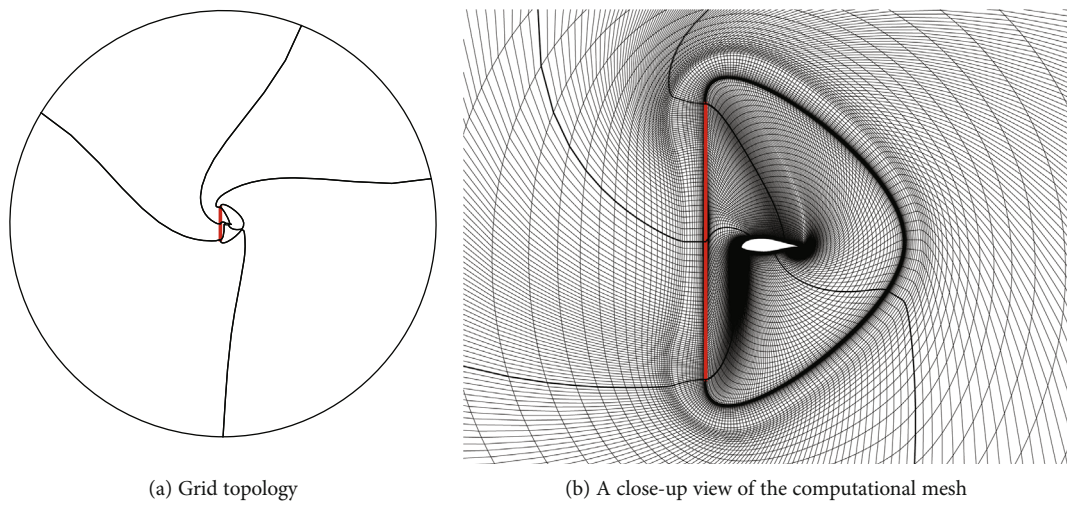 (a) Grid topology
(b) A close-up view of the computational mesh